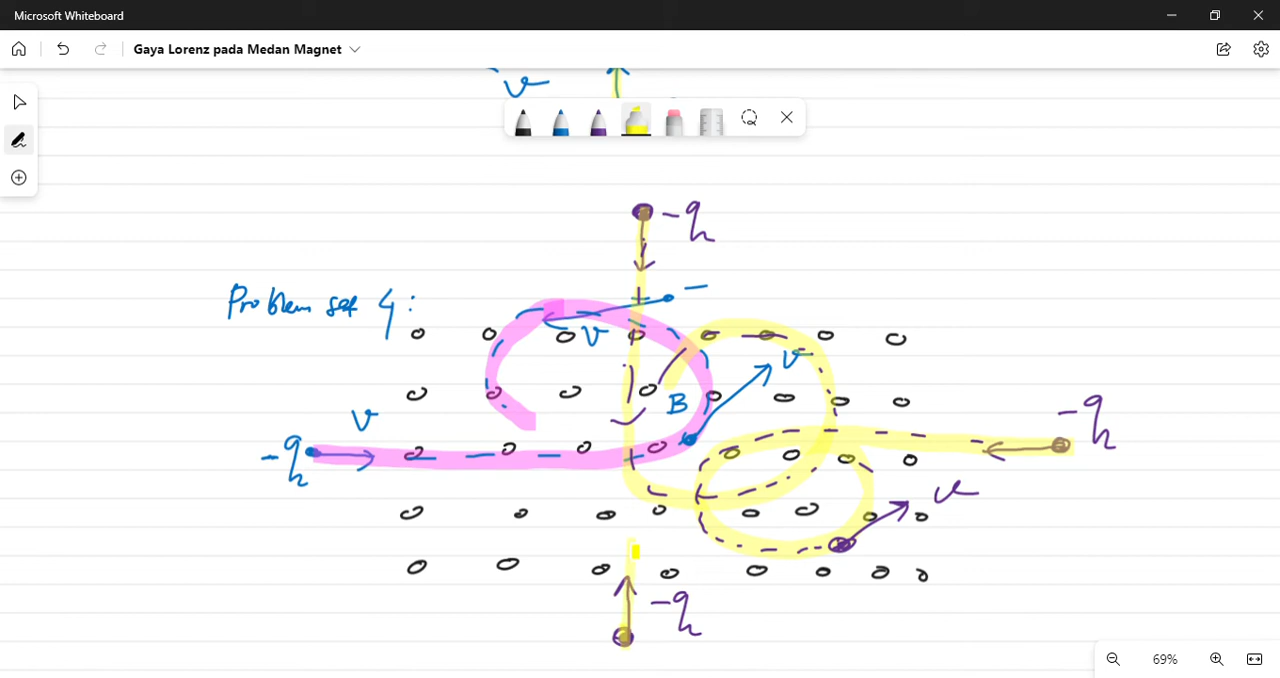 Microsoft Whiteboard
Gaya Lorenz pada Medan Magnet
v
-q
Problem set 4:
-
v
v
B
v
-q
-q
v
-q
69%